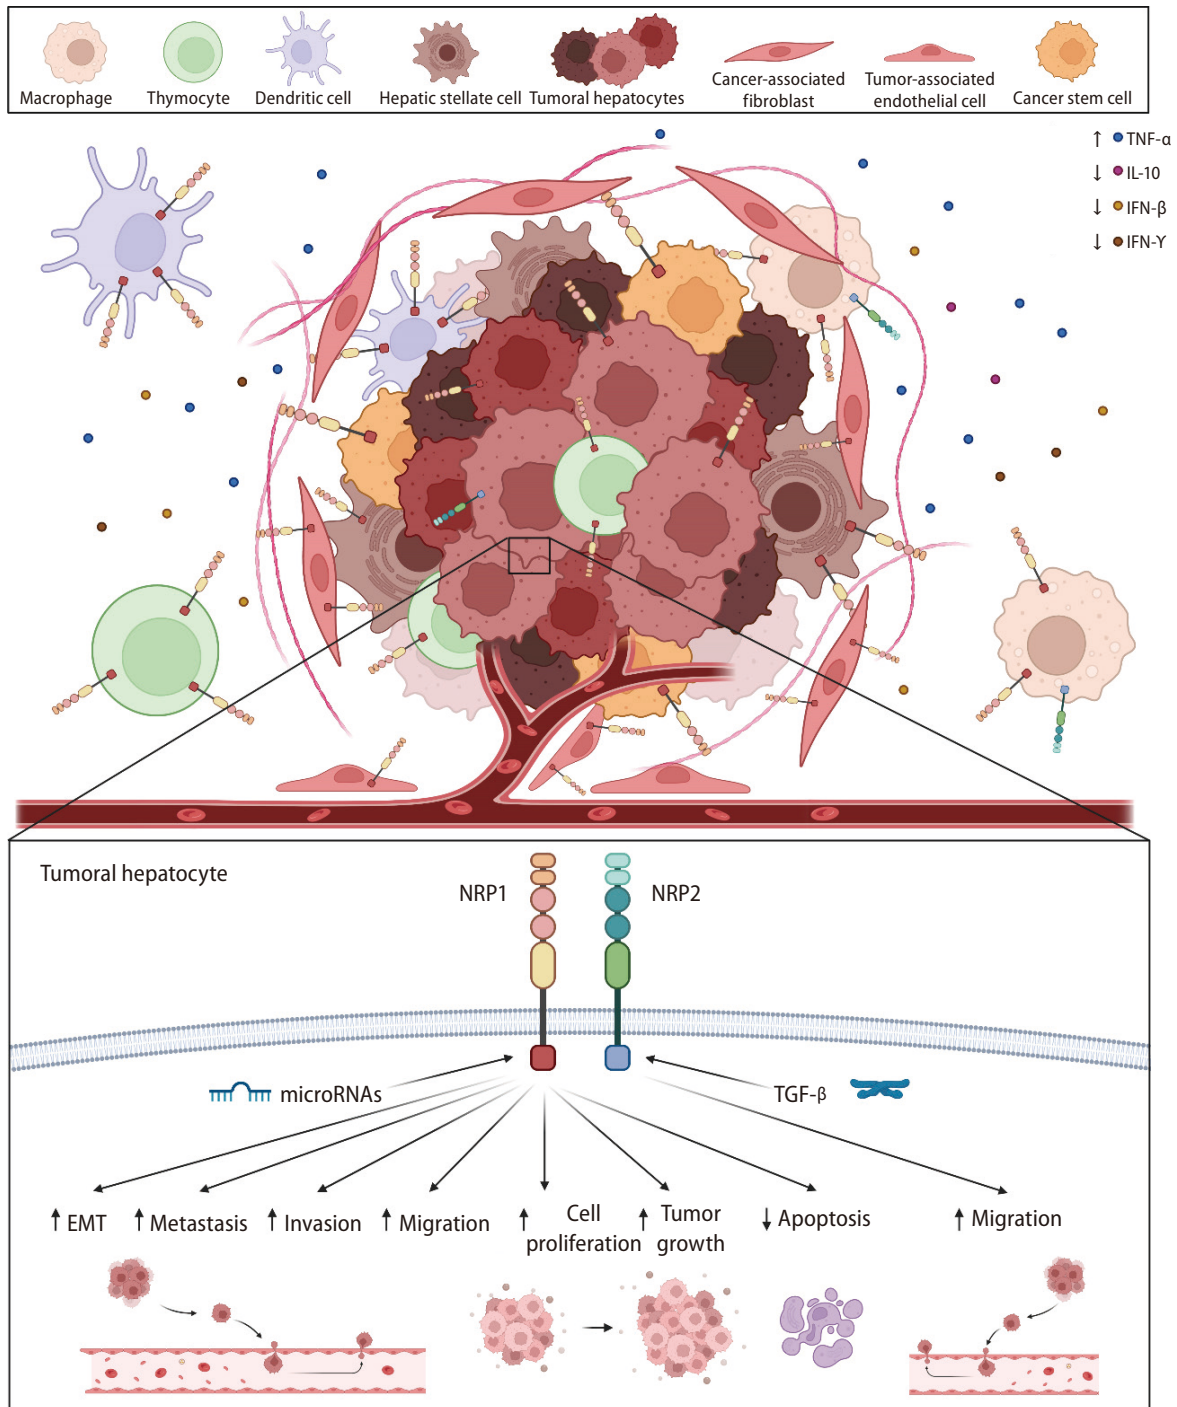 Macrophage
Thymocyte
Dendritic cell
Hepatic stellate cell
Tumoral hepatocytes
Cancer-associated
fibroblast
Tumor-associated
endothelial cell
Cancer stem cell
↑ TNF-α
↓ IL-10
↓ IFN-β
↓ IFN-ϒ
Tumoral hepatocyte
NRP1
NRP2
microRNAs
TGF-β
↑ EMT
↑ Metastasis
↑ Invasion
↑ Migration
↑ Cell
proliferation
↑ Tumor
growth
↓ Apoptosis
↑ Migration